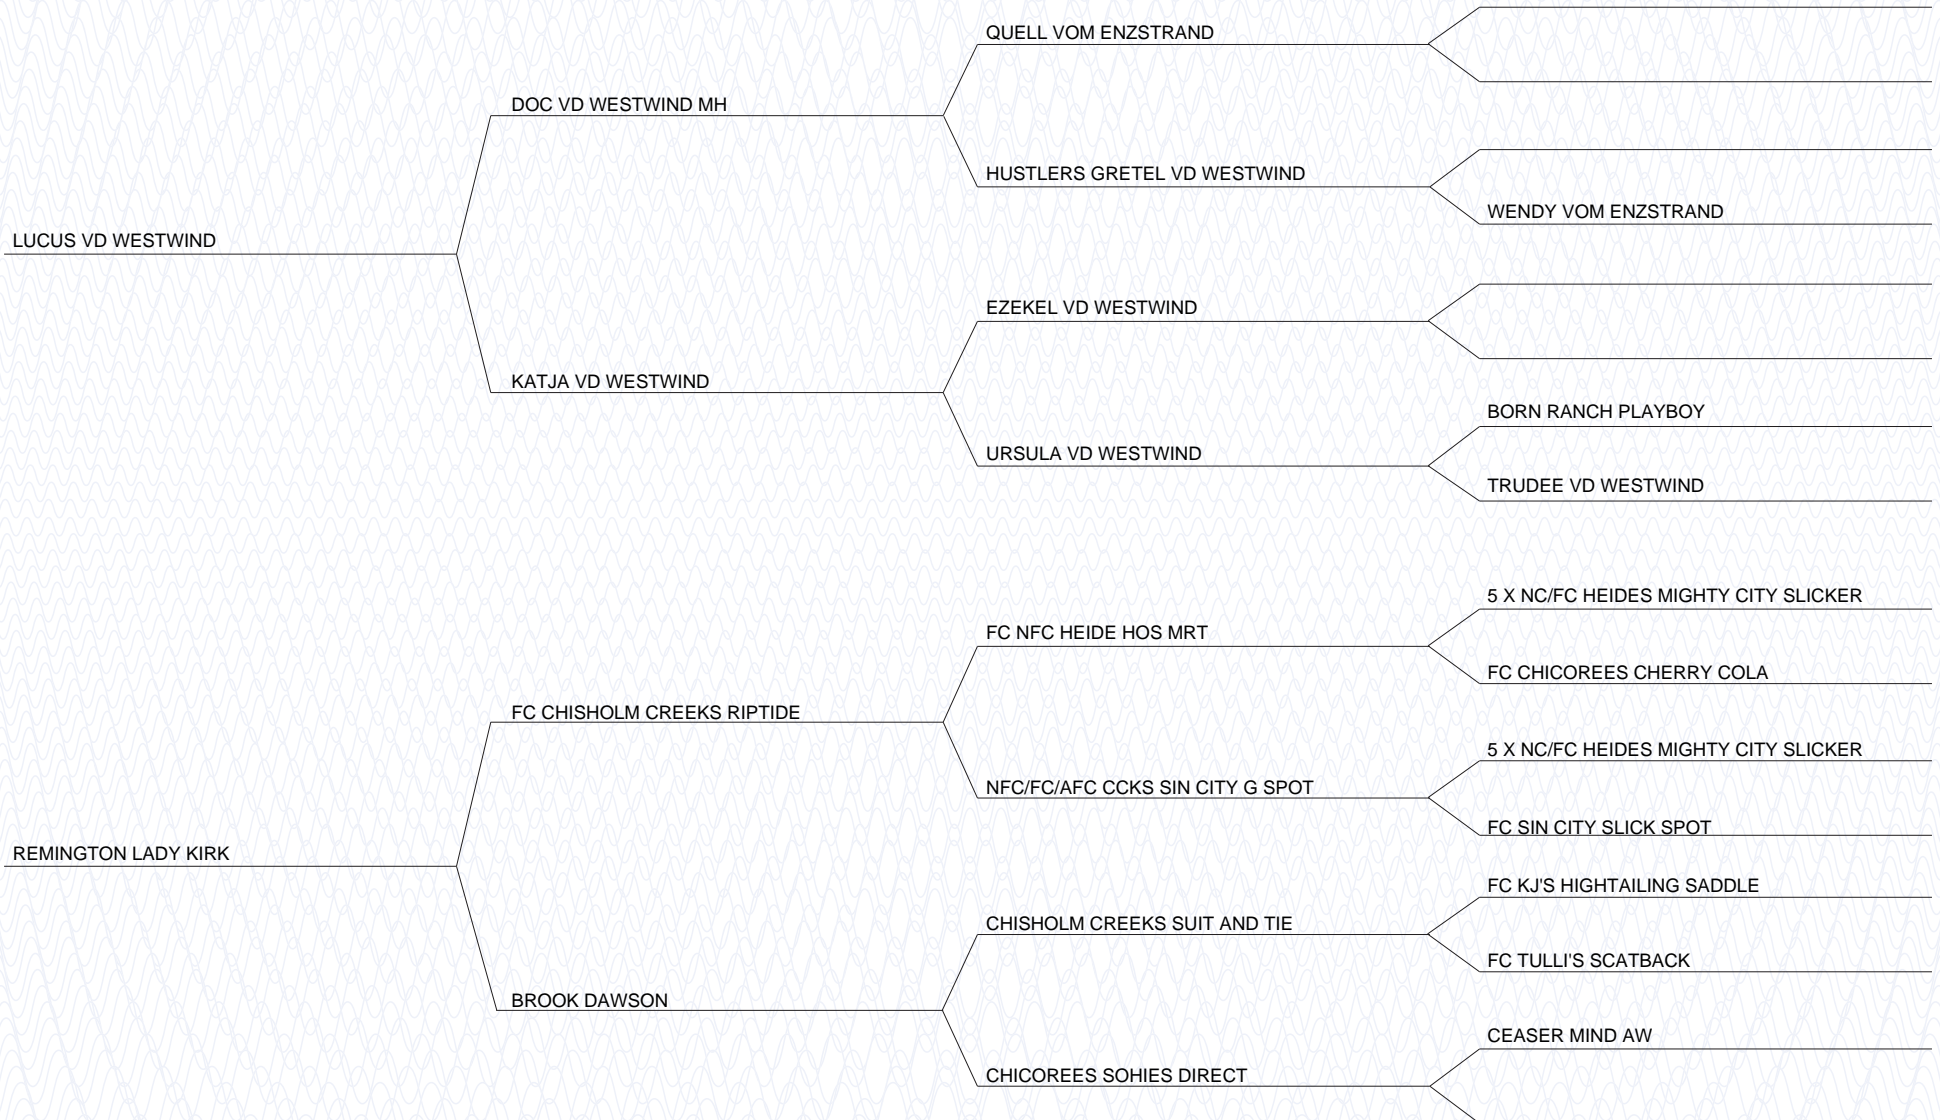 QUELL VOM ENZSTRAND
DOC VD WESTWIND MH
HUSTLERS GRETEL VD WESTWIND
WENDY VOM ENZSTRAND
LUCUS VD WESTWIND
EZEKEL VD WESTWIND
KATJA VD WESTWIND
BORN RANCH PLAYBOY
URSULA VD WESTWIND
TRUDEE VD WESTWIND
5 X NC/FC HEIDES MIGHTY CITY SLICKER
FC NFC HEIDE HOS MRT
FC CHICOREES CHERRY COLA
FC CHISHOLM CREEKS RIPTIDE
5 X NC/FC HEIDES MIGHTY CITY SLICKER
NFC/FC/AFC CCKS SIN CITY G SPOT
FC SIN CITY SLICK SPOT
REMINGTON LADY KIRK
FC KJ'S HIGHTAILING SADDLE
CHISHOLM CREEKS SUIT AND TIE
FC TULLI'S SCATBACK
BROOK DAWSON
CEASER MIND AW
CHICOREES SOHIES DIRECT